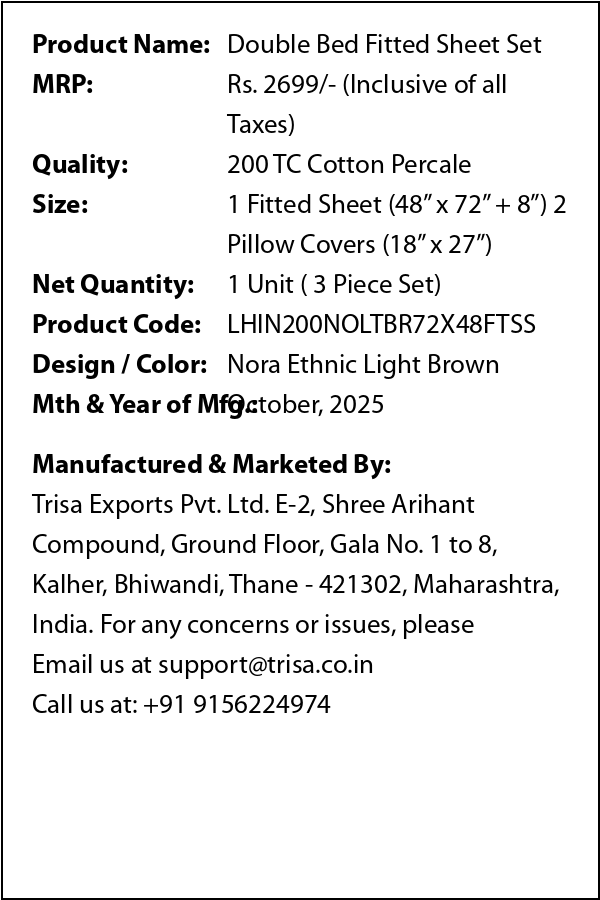 Product Name: Double Bed Fitted Sheet Set
MRP: Rs. 2699/- (Inclusive of all
Taxes)
Quality: 200 TC Cotton Percale
Size: 1 Fitted Sheet (48” x 72” + 8”) 2
Pillow Covers (18” x 27”)
Net Quantity: 1 Unit ( 3 Piece Set)
Product Code: LHIN200NOLTBR72X48FTSS
Design / Color: Nora Ethnic Light Brown
Mth & Year of Mfg.: October, 2025
Manufactured & Marketed By:
Trisa Exports Pvt. Ltd. E-2, Shree Arihant
Compound, Ground Floor, Gala No. 1 to 8,
Kalher, Bhiwandi, Thane - 421302, Maharashtra,
India. For any concerns or issues, please
Email us at support@trisa.co.in
Call us at: +91 9156224974